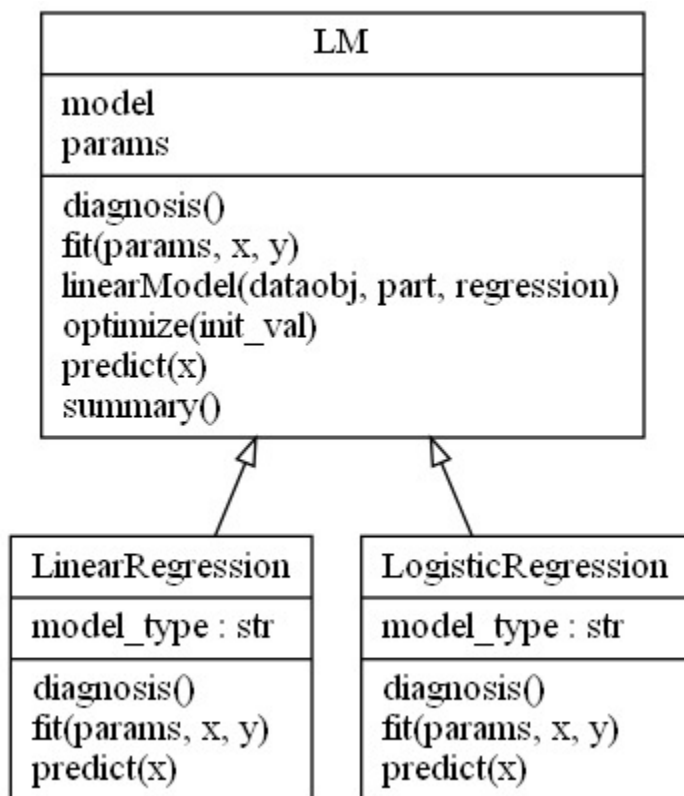 LM
model
params
diagnosis()
fit(params, x, y)
linearModel(dataobj, part, regression)
optimize(init_val)
predict(x)
summary()
LinearRegression
model_type : str
diagnosis()
fit(params, x, y)
predict(x)
LogisticRegression
model_type : str
diagnosis()
fit(params, x, y)
predict(x)